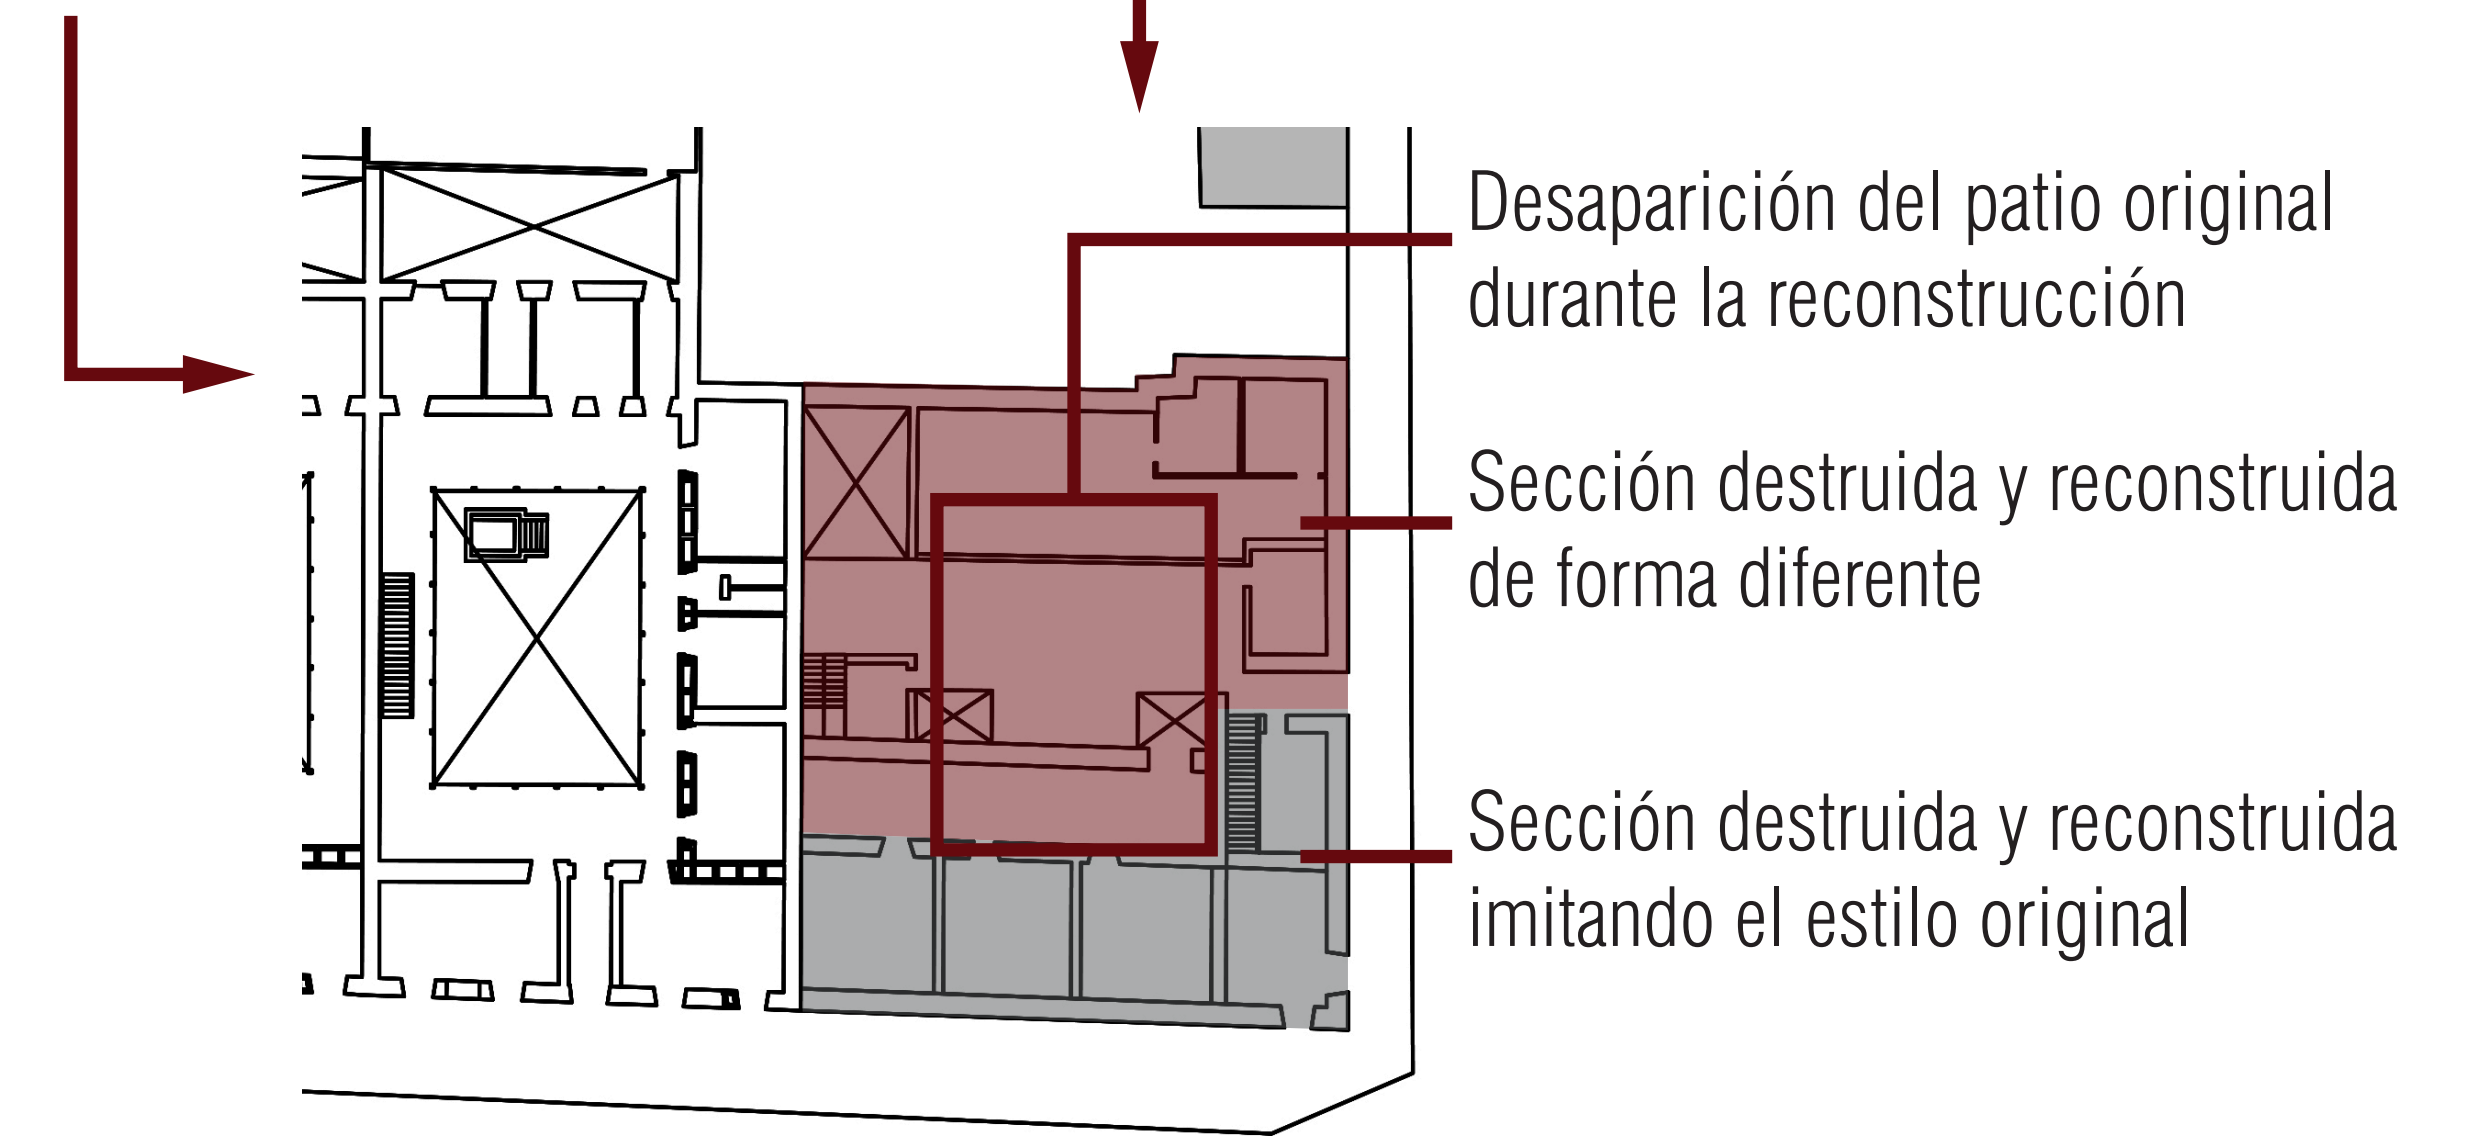 Desaparición del patio original
durante la reconstrucción
Sección destruida y reconstruida
de forma diferente
Sección destruida y reconstruida
imitando el estilo original